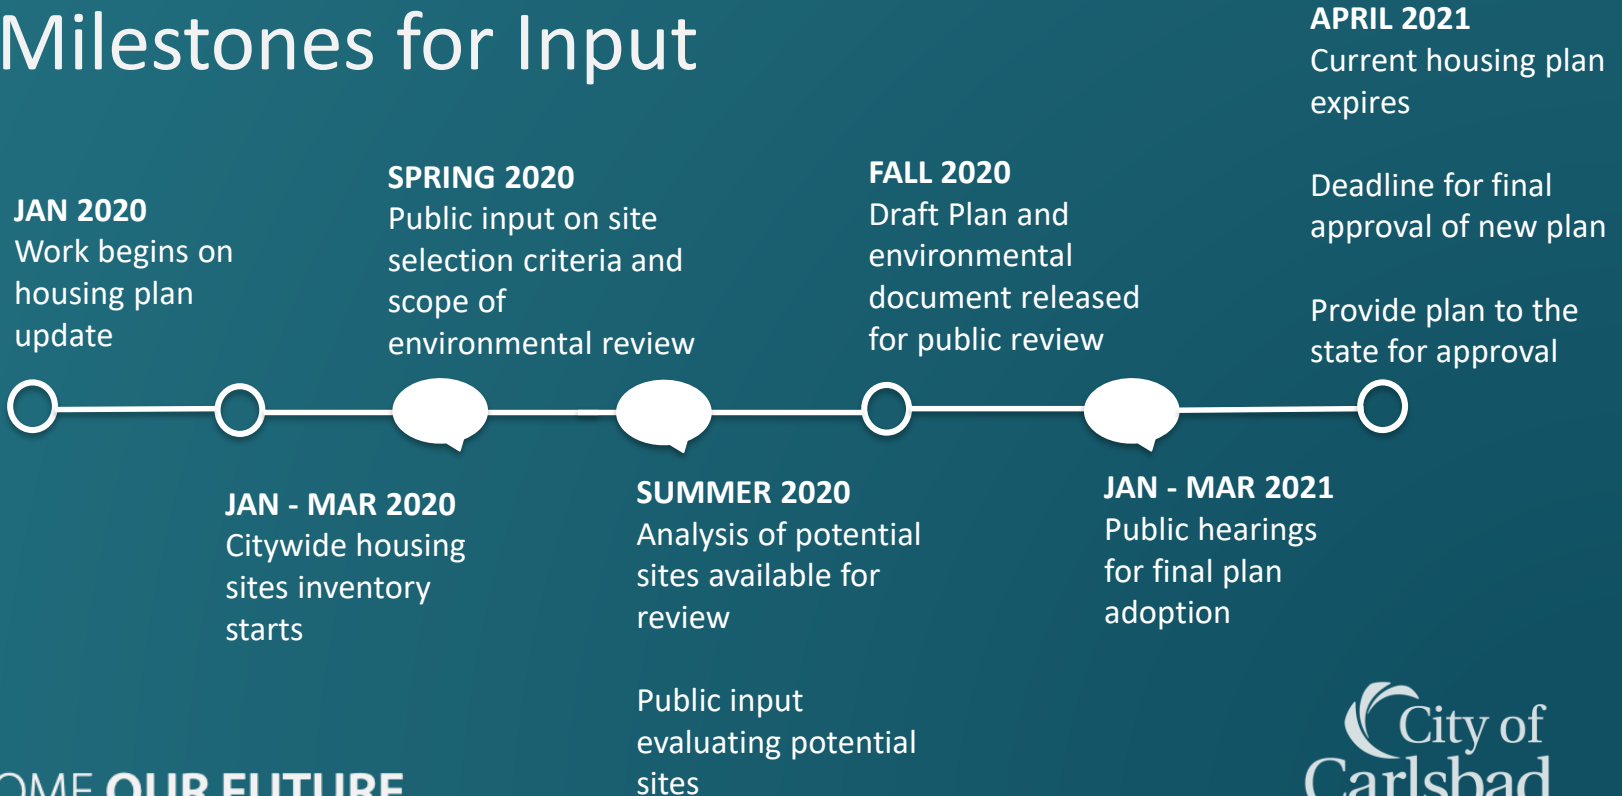 Milestones for Input
JAN 2020
Work begins on
housing plan
update
JAN - MAR 2020
Citywide housing
sites inventory
starts
SPRING 2020
Public input on site
selection criteria and
scope of
environmental review
SUMMER 2020
Analysis of potential
sites available for
review
Public input
evaluating potential
sites
FALL 2020
Draft Plan and
environmental
document released
for public review
JAN - MAR 2021
Public hearings
for final plan
adoption
APRIL 2021
Current housing plan
expires
Deadline for final
approval of new plan
Provide plan to the
state for approval
OUR FUTURE
City of
Carlsbad